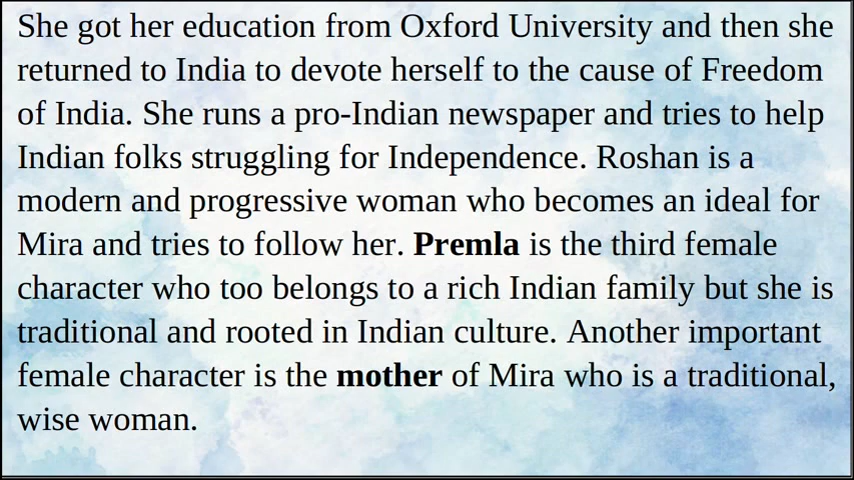 She got her education from Oxford University and then she
returned to India to devote herself to the cause of Freedom
of India. She runs a pro-Indian newspaper and tries to help
Indian folks struggling for Independence. Roshan is a
modern and progressive woman who becomes an ideal for
Mira and tries to follow her. Premla is the third female
character who too belongs to a rich Indian family but she is
traditional and rooted in Indian culture. Another important
female character is the mother of Mira who is a traditional,
wise woman.